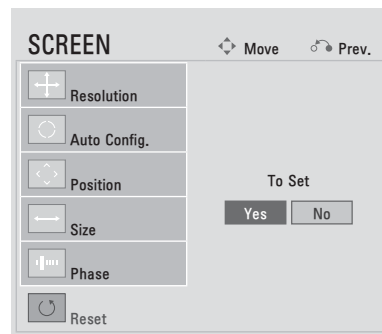 SCREEN Move Prev.
Resolution
Auto Config.
Position
To Set
Yes No
Size
Phase
Reset